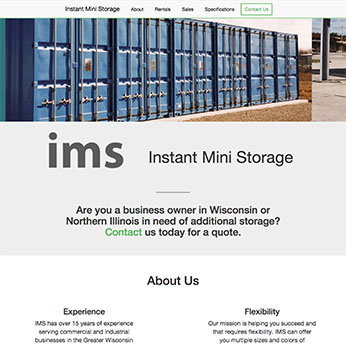 Instant Mini Storage About Rentals Sales Specifications Contact Us
ims Instant Mini Storage
Are you a business owner in Wisconsin or
Northern Illinois in need of additional storage?
Contact us today for a quote.
About Us
Experience
IMS has over 15 years of experience
serving commercial and industrial
businesses in the Greater Wisconsin
Flexibility
Our mission is helping you succeed and
that requires flexibility. IMS can offer
you multiple sizes and colors of